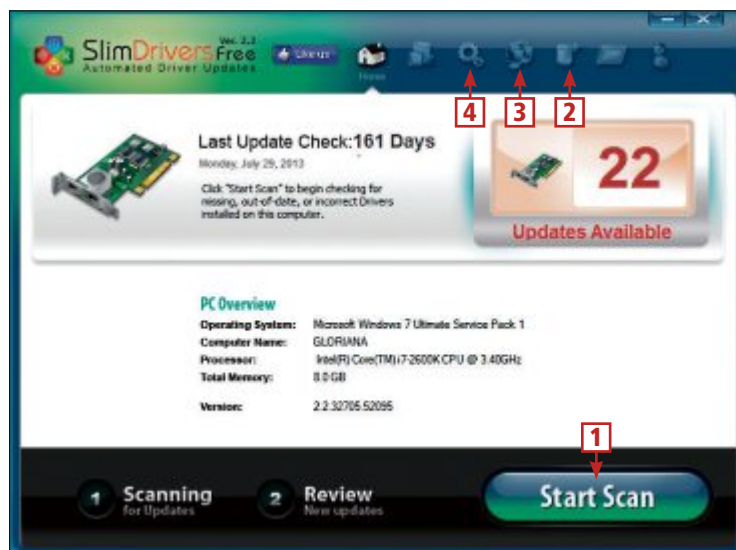 SlimDrivers Free Ver. 2.2
Automated Driver Updates
Like us
Home
4
3
2
Last Update Check:161 Days
Monday, July 29, 2013
Click "Start Scan" to begin checking for
missing, out-of-date, or incorrect Drivers
installed on this computer.
22
Updates Available
PC Overview
Operating System: Microsoft Windows 7 Ultimate Service Pack 1
Computer Name: GLORIANA
Processor: Intel(R) Core(TM) i7-2600K CPU @ 3.40GHz
Total Memory: 8.0 GB
Version: 2.2.32705.52095
1
1 Scanning
for Updates
2 Review
New updates
Start Scan